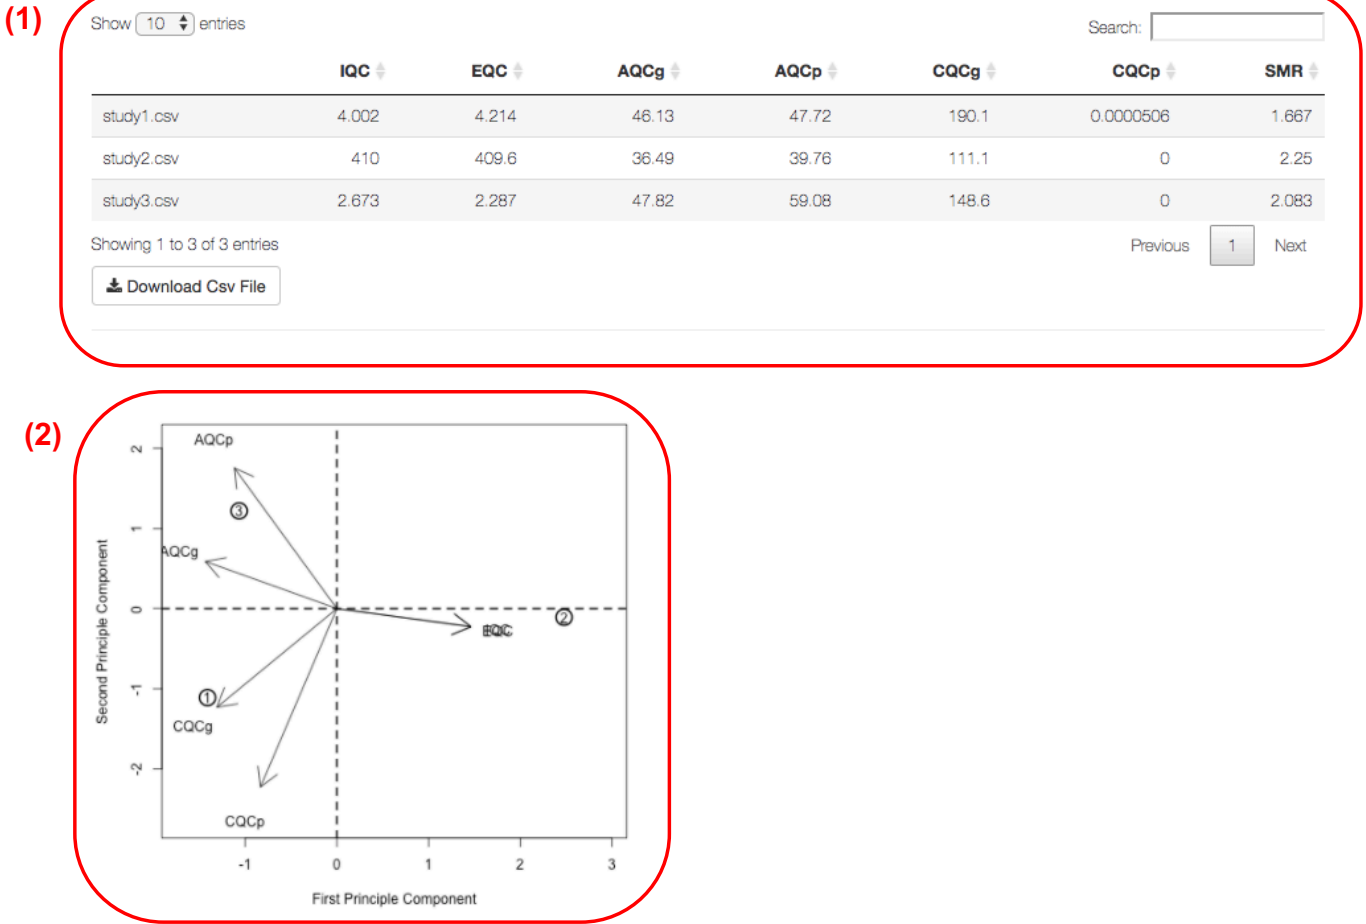 (1)
Show 10 entries
Search:
IQC EQC AQCg AQCp CQCg CQCp SMR
study1.csv 4.002 4.214 46.13 47.72 190.1 0.0000506 1.667
study2.csv 410 409.6 36.49 39.76 111.1 0 2.25
study3.csv 2.673 2.287 47.82 59.08 148.6 0 2.083
Showing 1 to 3 of 3 entries
Previous 1 Next
Download Csv File
(2)
AQCp
2
3
1
AQCg
Second Principle Component
0
2
EQC
-1
1
CQCg
-2
CQCp
-1 0 1 2 3
First Principle Component